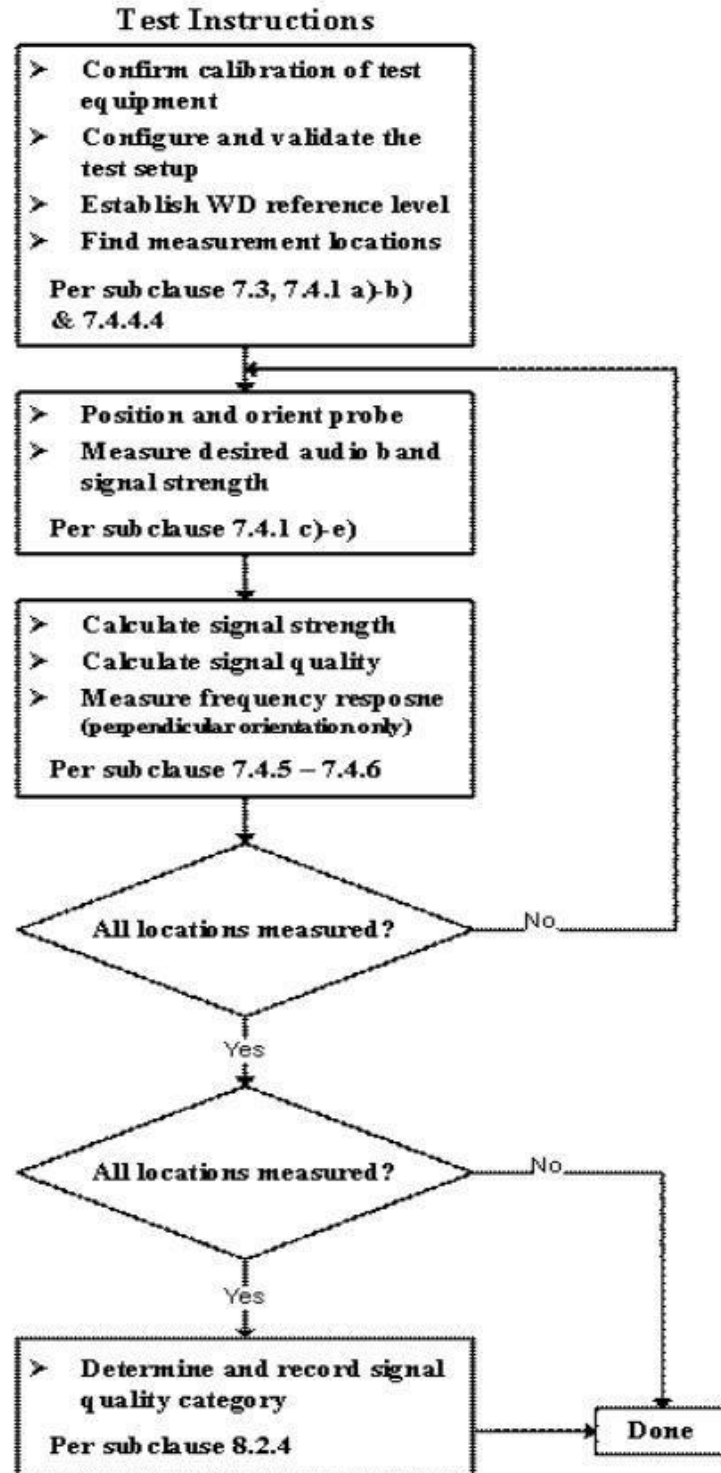 Test Instructions
➢ Confirm calibration of test
equipment
➢ Configure and validate the
test setup
➢ Establish WD reference level
➢ Find measurement locations
Per subclause 7.3, 7.4.1 a)-b)
& 7.4.4.4
➢ Position and orient probe
➢ Measure desired audio band
signal strength
Per subclause 7.4.1 c)-e)
➢ Calculate signal strength
➢ Calculate signal quality
➢ Measure frequency resposne
(perpendicular orientation only)
Per subclause 7.4.5 – 7.4.6
All locations measured?
No
Yes
All locations measured?
No
Yes
➢ Determine and record signal
quality category
Per subclause 8.2.4
Done